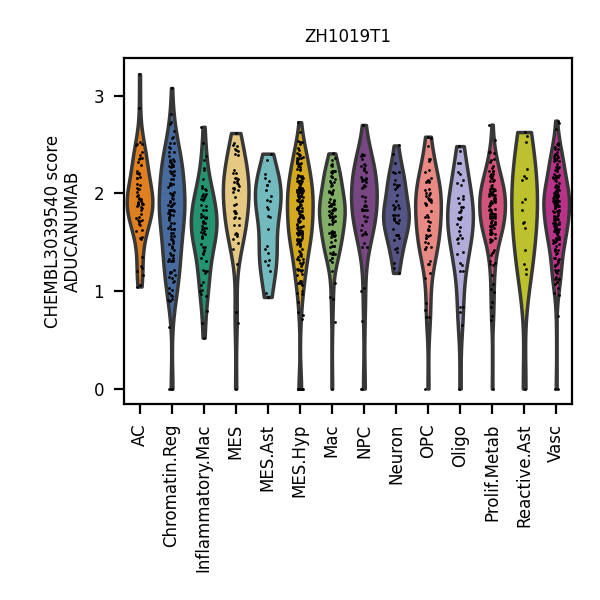 ZH1019T1
CHEMBL3039540 score
ADUCANUMAB
3
2
1
0
AC
Chromatin.Reg
Inflammatory.Mac
MES
MES.Ast
MES.Hyp
Mac
NPC
Neuron
OPC
Oligo
Prolif.Metab
Reactive.Ast
Vasc